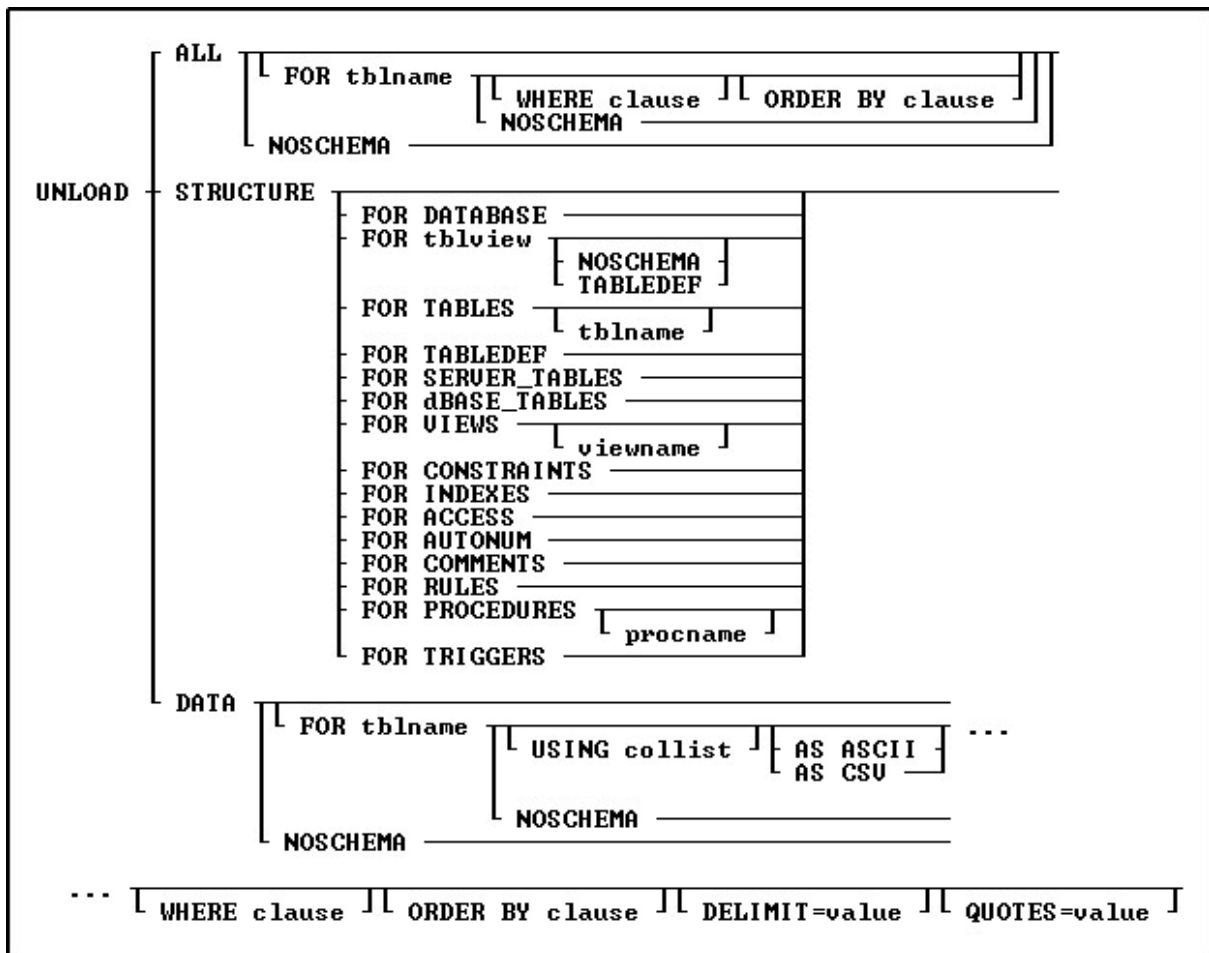 ALL
FOR tblname
WHERE clause ORDER BY clause
NOSCHEMA
NOSCHEMA
UNLOAD STRUCTURE
FOR DATABASE
FOR tblview
NOSCHEMA
TABLEDEF
FOR TABLES
tblname
FOR TABLEDEF
FOR SERVER_TABLES
FOR dBASE_TABLES
FOR VIEWS
viewname
FOR CONSTRAINTS
FOR INDEXES
FOR ACCESS
FOR AUTONUM
FOR COMMENTS
FOR RULES
FOR PROCEDURES
procname
FOR TRIGGERS
DATA
FOR tblname ...
USING collist AS ASCII
AS CSV
NOSCHEMA
NOSCHEMA
... WHERE clause ORDER BY clause DELIMIT=value QUOTES=value